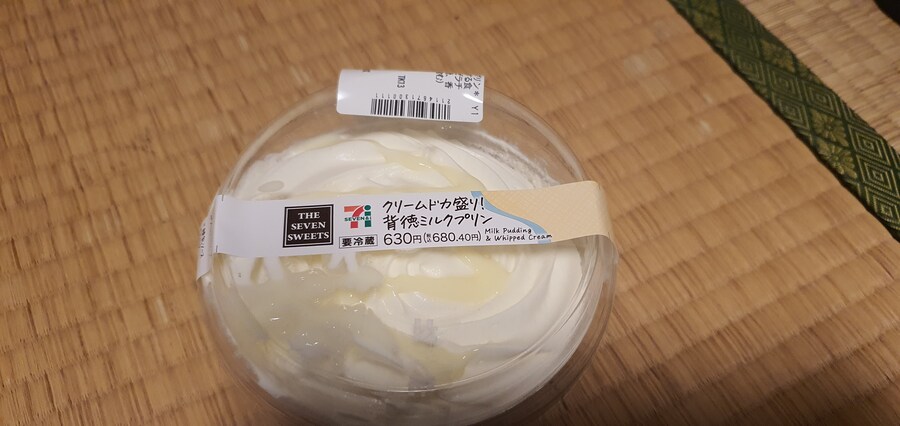 THE
SEVEN
SWEETS
SEVEN&i
クリームドカ盛り!
背徳ミルクプリン
要冷蔵 630円(税込680.40円)
Milk Pudding
& Whipped Cream